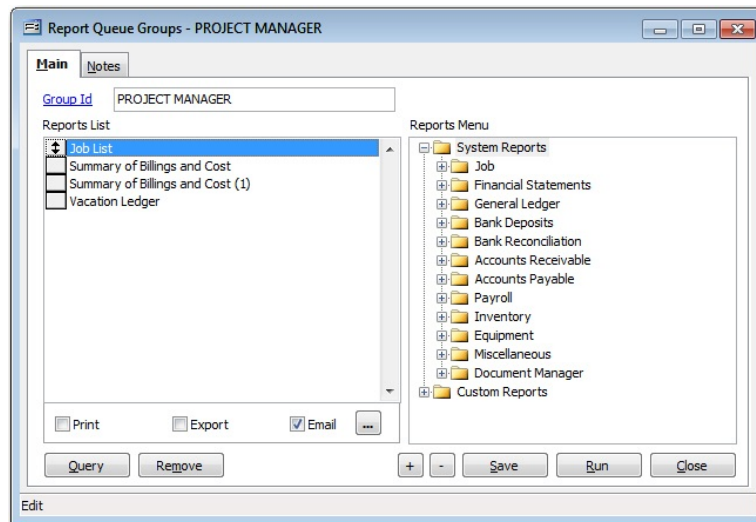 Report Queue Groups - PROJECT MANAGER
Main Notes
Group Id PROJECT MANAGER
Reports List
Job List
Summary of Billings and Cost
Summary of Billings and Cost (1)
Vacation Ledger
Print Export Email ...
Reports Menu
System Reports
Job
Financial Statements
General Ledger
Bank Deposits
Bank Reconciliation
Accounts Receivable
Accounts Payable
Payroll
Inventory
Equipment
Miscellaneous
Document Manager
Custom Reports
Query Remove + - Save Run Close
Edit